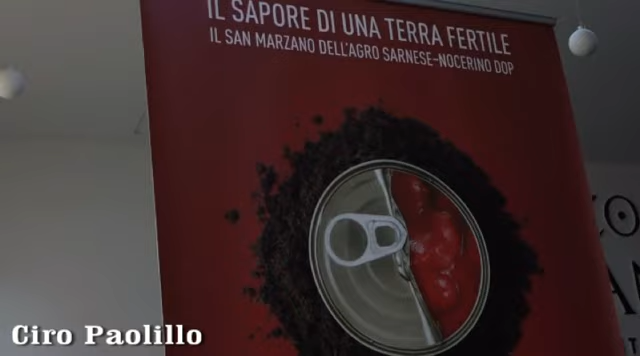 IL SAPORE DI UNA TERRA FERTILE
IL SAN MARZANO DELL'AGRO SARNESE-NOCERINO DOP
Ciro Paolillo